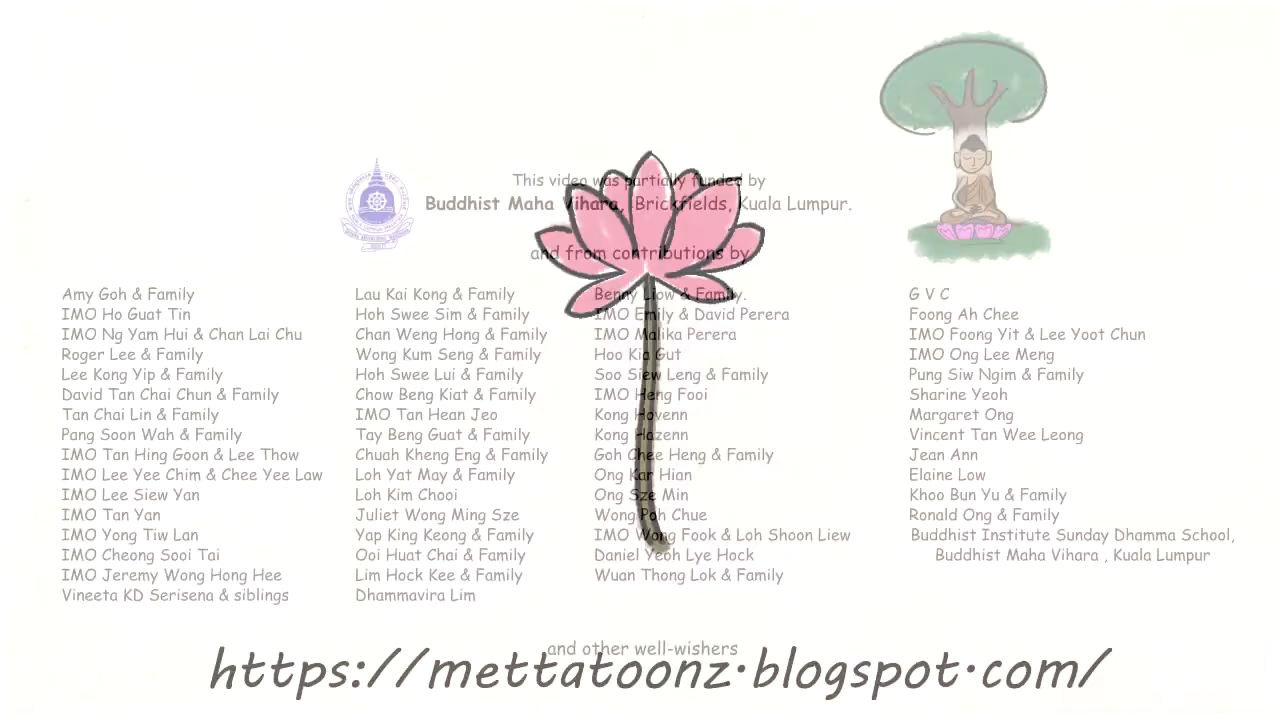 This video was partially funded by
Buddhist Maha Vihara, Brickfields, Kuala Lumpur.
and from contributions by
Amy Goh & Family
IMO Ho Guat Tin
IMO Ng Yam Hui & Chan Lai Chu
Roger Lee & Family
Lee Kong Yip & Family
David Tan Chai Chun & Family
Tan Chai Lin & Family
Pang Soon Wah & Family
IMO Tan Hing Goon & Lee Thow
IMO Lee Yee Chim & Chee Yee Law
IMO Lee Siew Yan
IMO Tan Yan
IMO Yong Tiw Lan
IMO Cheong Sooi Tai
IMO Jeremy Wong Hong Hee
Vineeta KD Serisena & siblings
Lau Kai Kong & Family
Hoh Swee Sim & Family
Chan Weng Hong & Family
Wong Kum Seng & Family
Hoh Swee Lui & Family
Chow Beng Kiat & Family
IMO Tan Hean Jeo
Tay Beng Guat & Family
Chuah Kheng Eng & Family
Loh Yat May & Family
Loh Kim Chooi
Juliet Wong Ming Sze
Yap King Keong & Family
Ooi Huat Chai & Family
Lim Hock Kee & Family
Dhammavira Lim
Benny Liow & Family.
IMO Emily & David Perera
IMO Malika Perera
Hoo Kia Gut
Soo Siew Leng & Family
IMO Heng Fooi
Kong Hovenn
Kong Hazenn
Goh Chee Heng & Family
Ong Kar Hian
Ong Sze Min
Wong Poh Chue
IMO Wong Fook & Loh Shoon Liew
Daniel Yeoh Lye Hock
Wuan Thong Lok & Family
G V C
Foong Ah Chee
IMO Foong Yit & Lee Yoot Chun
IMO Ong Lee Meng
Pung Siw Ngim & Family
Sharine Yeoh
Margaret Ong
Vincent Tan Wee Leong
Jean Ann
Elaine Low
Khoo Bun Yu & Family
Ronald Ong & Family
Buddhist Institute Sunday Dhamma School,
Buddhist Maha Vihara , Kuala Lumpur
and other well-wishers
https://mettatoonz.blogspot.com/